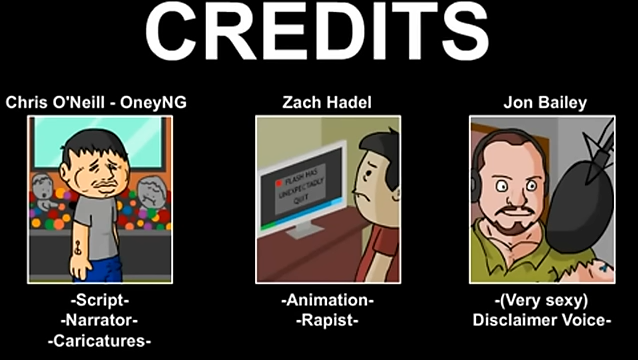 CREDITS
Chris O'Neill - OneyNG
Zach Hadel
Jon Bailey
FLASH HAS
UNEXPECTADLY
QUIT
-Script-
-Narrator-
-Caricatures-
-Animation-
-Rapist-
-(Very sexy)
Disclaimer Voice-